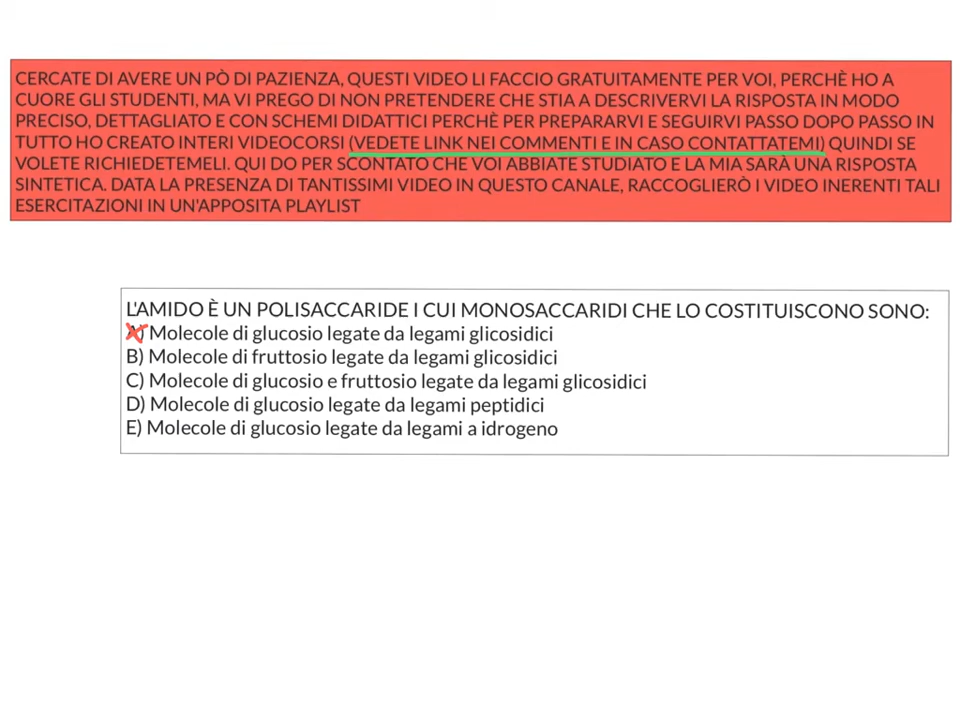 CERCATE DI AVERE UN PÒ DI PAZIENZA, QUESTI VIDEO LI FACCIO GRATUITAMENTE PER VOI, PERCHÈ HO A
CUORE GLI STUDENTI, MA VI PREGO DI NON PRETENDERE CHE STIA A DESCRIVERVI LA RISPOSTA IN MODO
PRECISO, DETTAGLIATO E CON SCHEMI DIDATTICI PERCHÈ PER PREPARARVI E SEGUIRVI PASSO DOPO PASSO IN
TUTTO HO CREATO INTERI VIDEOCORSI (VEDETE LINK NEI COMMENTI E IN CASO CONTATTATEMI) QUINDI SE
VOLETE RICHIEDETEMELI. QUI DO PER SCONTATO CHE VOI ABBIATE STUDIATO E LA MIA SARÀ UNA RISPOSTA
SINTETICA. DATA LA PRESENZA DI TANTISSIMI VIDEO IN QUESTO CANALE, RACCOGLIERÒ I VIDEO INERENTI TALI
ESERCITAZIONI IN UN'APPOSITA PLAYLIST
L'AMIDO È UN POLISACCARIDE I CUI MONOSACCARIDI CHE LO COSTITUISCONO SONO:
A) Molecole di glucosio legate da legami glicosidici
B) Molecole di fruttosio legate da legami glicosidici
C) Molecole di glucosio e fruttosio legate da legami glicosidici
D) Molecole di glucosio legate da legami peptidici
E) Molecole di glucosio legate da legami a idrogeno